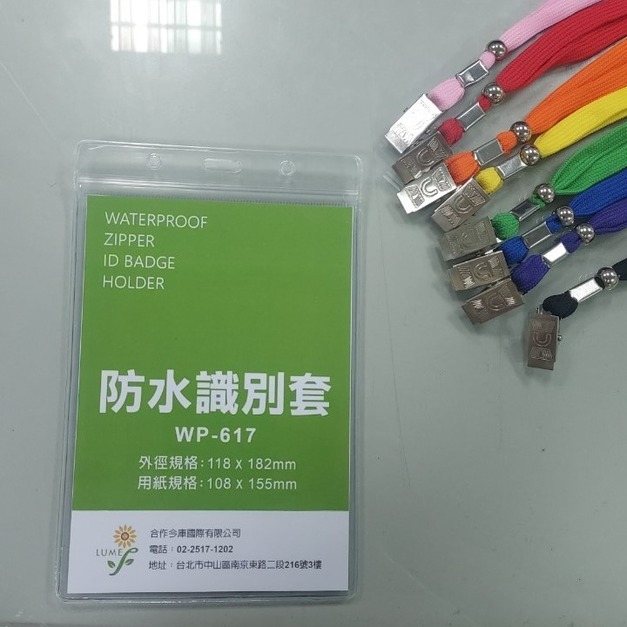 WATERPROOF
ZIPPER
ID BADGE
HOLDER
防水識別套
WP-617
外徑規格：118 x 182mm
用紙規格：108 x 155mm
LUME
合作今庫國際有限公司
電話：02-2517-1202
地址：台北市中山區南京東路二段216號3樓